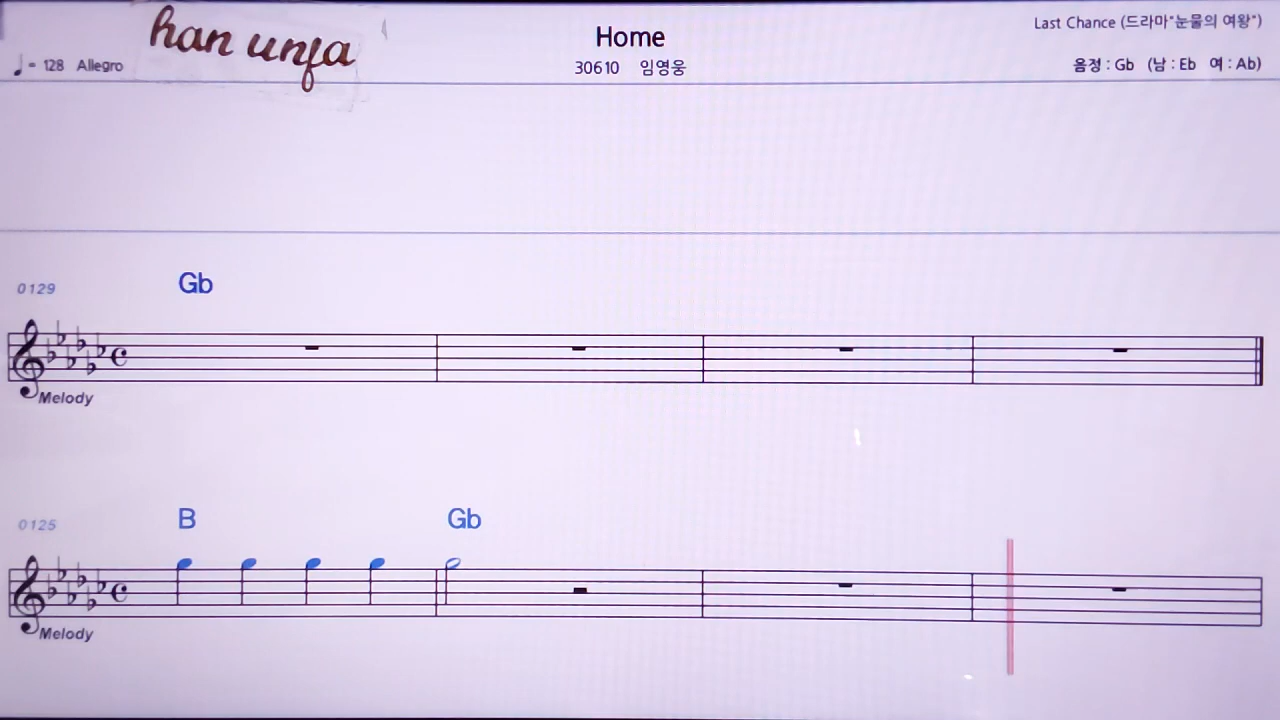 han unja
Home
Last Chance (드라마"눈물의 여왕")
♩= 128 Allegro
30610 임영웅
음정 : Gb (남 : Eb 여 : Ab)
0129 Gb
Melody
0125 B Gb
Melody